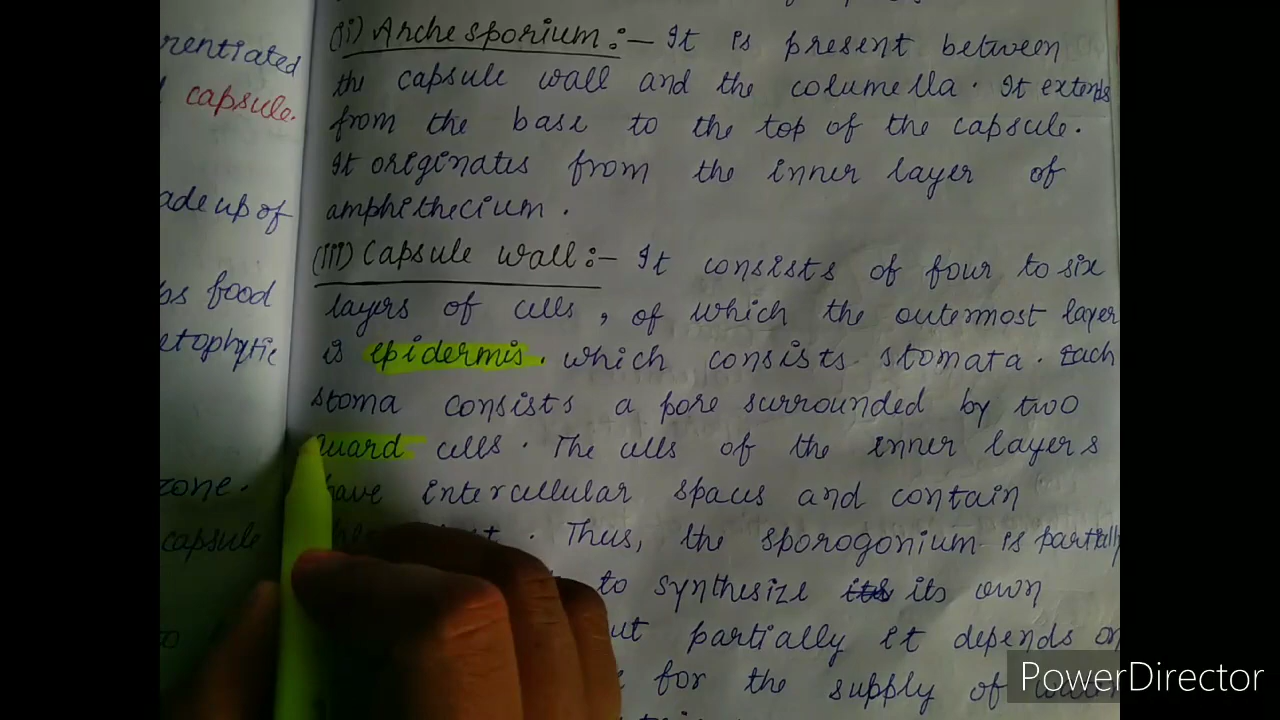 rentiated
capsule.
ade up of
bs food
etophytic
zone.
capsule
(ii) Archesporium :- It is present between
the capsule wall and the columella. It extends
from the base to the top of the capsule.
It originates from the inner layer of
amphithecium.
(iii) Capsule wall :- It consists of four to six
layers of cells, of which the outermost layer
is epidermis. which consists stomata. Each
stoma consists a pore surrounded by two
guard cells. The cells of the inner layers
have intercellular spaces and contain
Thus, the sporogonium is partially
to synthesize its own
but partially it depends on
for the supply of water
PowerDirector